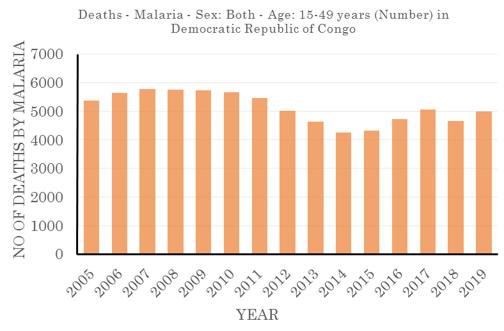 Deaths - Malaria - Sex: Both - Age: 15-49 years (Number) in
Democratic Republic of Congo
NO OF DEATHS BY MALARIA
7000
6000
5000
4000
3000
2000
1000
0
2005 2006 2007 2008 2009 2010 2011 2012 2013 2014 2015 2016 2017 2018 2019
YEAR